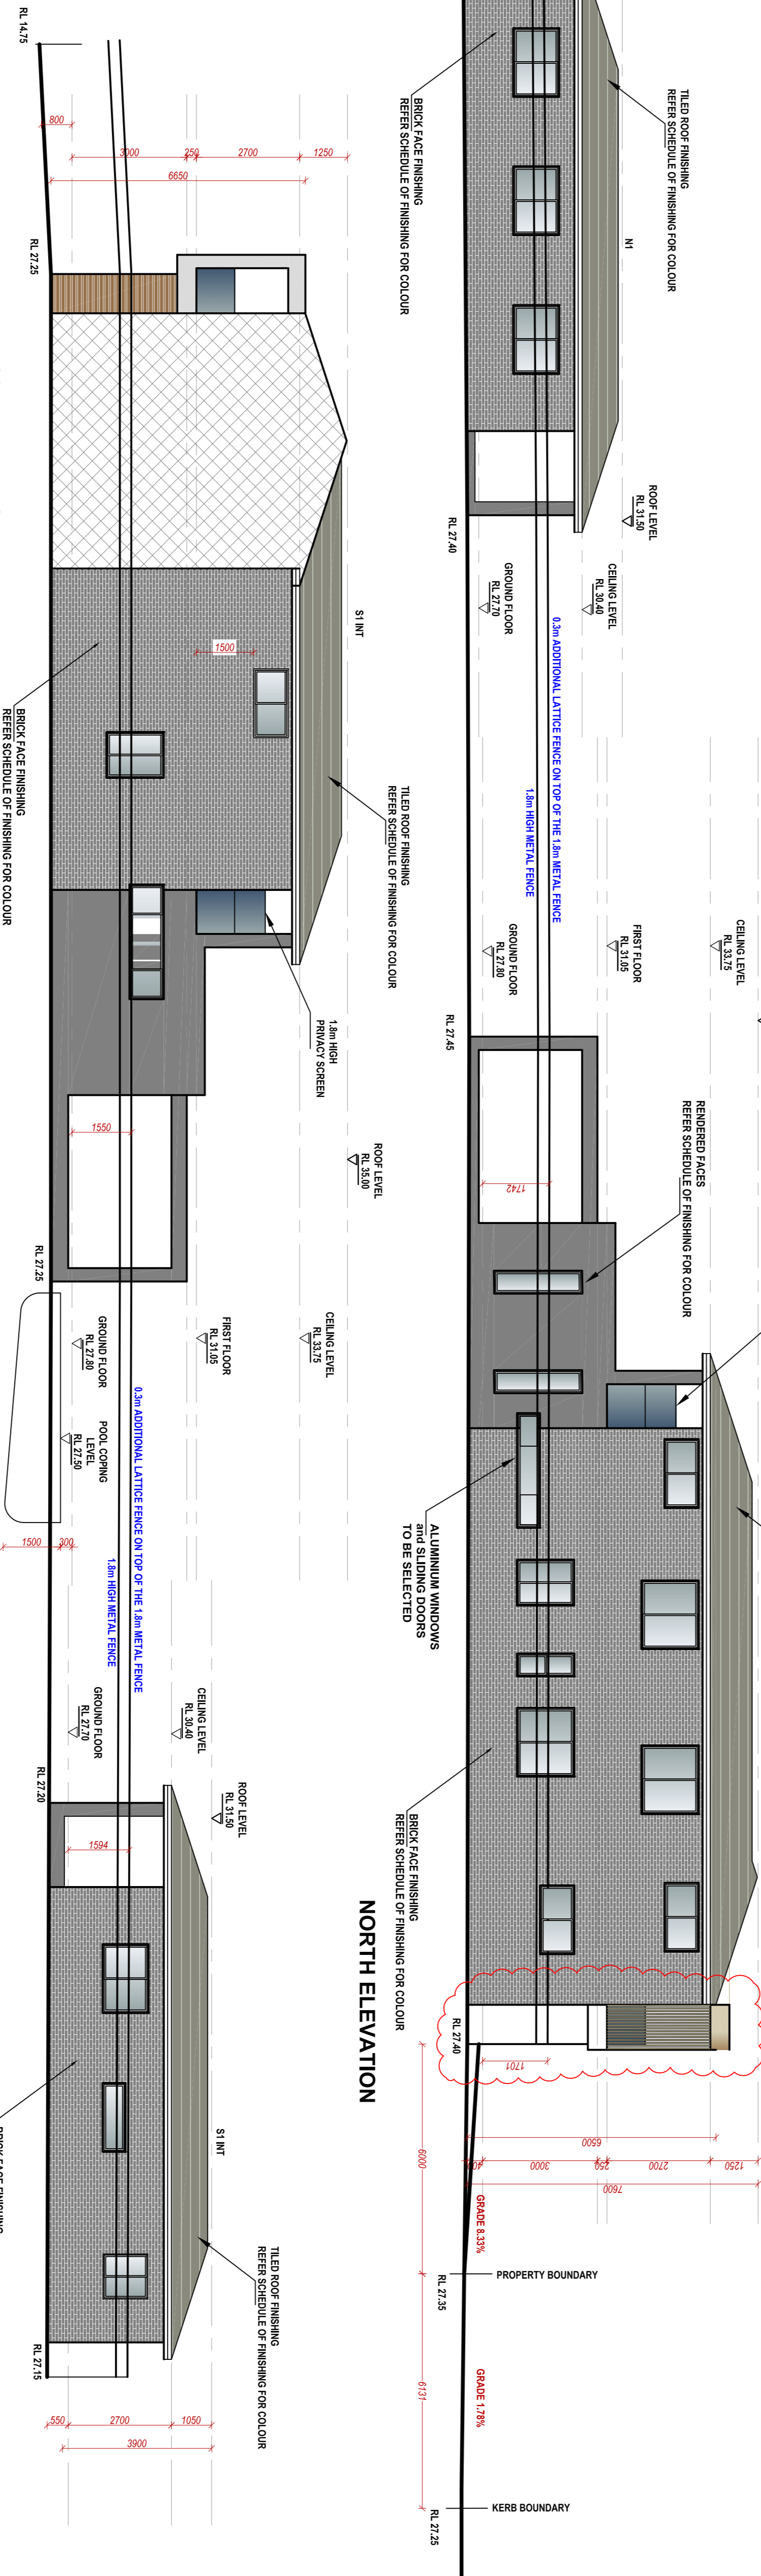 TILED ROOF FINISHING
REFER SCHEDULE OF FINISHING FOR COLOUR
N1
BRICK FACE FINISHING
REFER SCHEDULE OF FINISHING FOR COLOUR
ROOF LEVEL
RL 31.50
CEILING LEVEL
RL 30.40
GROUND FLOOR
RL 27.70
RL 27.40
0.3m ADDITIONAL LATTICE FENCE ON TOP OF THE 1.8m METAL FENCE
1.8m HIGH METAL FENCE
CEILING LEVEL
RL 33.75
FIRST FLOOR
RL 31.05
GROUND FLOOR
RL 27.80
RL 27.45
RENDERED FACES
REFER SCHEDULE OF FINISHING FOR COLOUR
1742
ALUMINIUM WINDOWS
and SLIDING DOORS
TO BE SELECTED
BRICK FACE FINISHING
REFER SCHEDULE OF FINISHING FOR COLOUR
RL 27.40
1701
6500
3000
250
2700
1250
7600
6000
GRADE 8.33%
PROPERTY BOUNDARY
RL 27.35
6131
GRADE 1.78%
KERB BOUNDARY
RL 27.25
NORTH ELEVATION
RL 14.75
800
3000
250
2700
1250
6650
RL 27.25
S1 INT
1500
BRICK FACE FINISHING
REFER SCHEDULE OF FINISHING FOR COLOUR
TILED ROOF FINISHING
REFER SCHEDULE OF FINISHING FOR COLOUR
1.8m HIGH
PRIVACY SCREEN
1550
ROOF LEVEL
RL 35.00
CEILING LEVEL
RL 33.75
FIRST FLOOR
RL 31.05
GROUND FLOOR
RL 27.80
RL 27.25
POOL COPING
LEVEL
RL 27.50
1500
300
0.3m ADDITIONAL LATTICE FENCE ON TOP OF THE 1.8m METAL FENCE
1.8m HIGH METAL FENCE
ROOF LEVEL
RL 31.50
CEILING LEVEL
RL 30.40
GROUND FLOOR
RL 27.70
RL 27.20
1594
S1 INT
TILED ROOF FINISHING
REFER SCHEDULE OF FINISHING FOR COLOUR
RL 27.15
550
2700
1050
3900